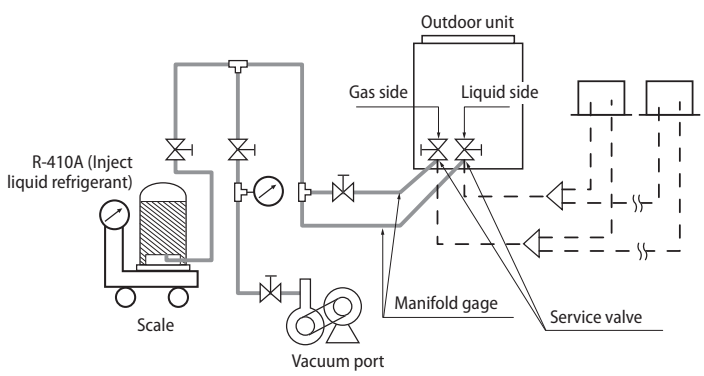 Outdoor unit
Gas side
Liquid side
R-410A (Inject
liquid refrigerant)
Manifold gage
Service valve
Scale
Vacuum port